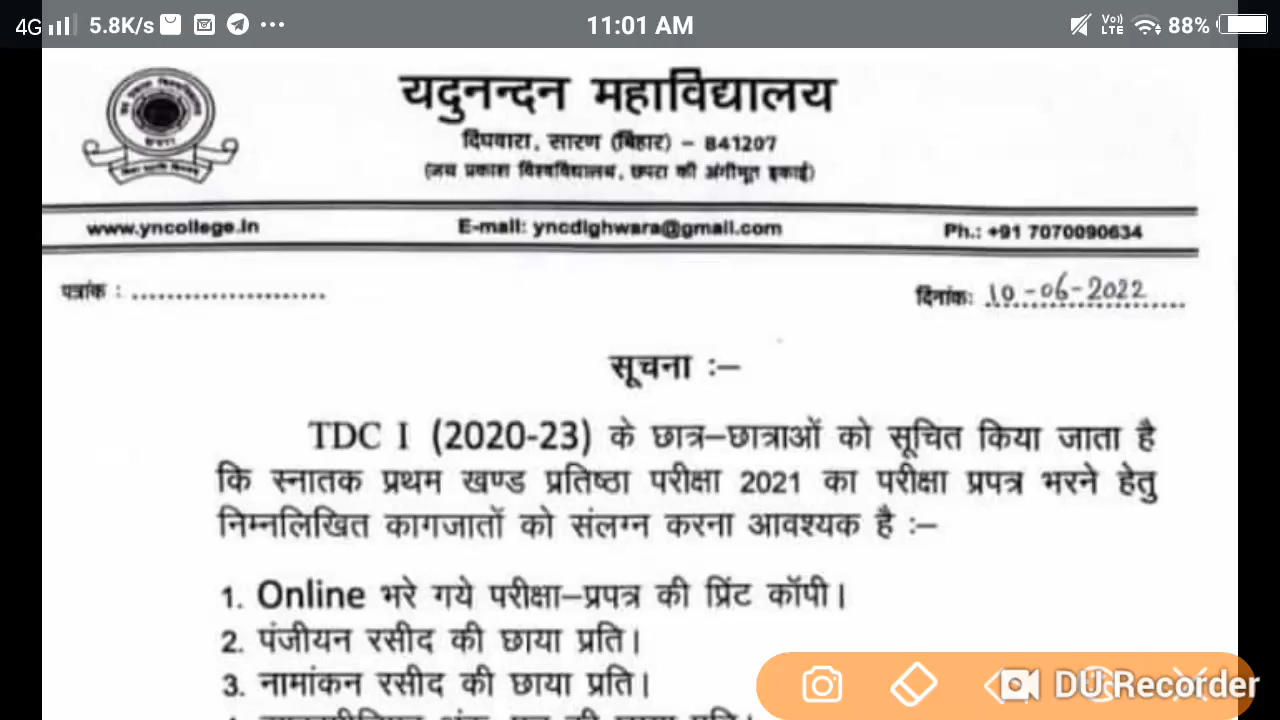 4G 5.8K/s 11:01 AM VoI) LTE 88%
यदुनन्दन महाविद्यालय
दिघवारा, सारण (बिहार) – 841207
(जय प्रकाश विश्वविद्यालय, छपरा की अंगीभूत इकाई)
www.yncollege.in E-mail: yncdighwara@gmail.com Ph.: +91 7070090634
पत्रांक : ....................... दिनांक: 10-06-2022
सूचना :–
TDC I (2020-23) के छात्र–छात्राओं को सूचित किया जाता है
कि स्नातक प्रथम खण्ड प्रतिष्ठा परीक्षा 2021 का परीक्षा प्रपत्र भरने हेतु
निम्नलिखित कागजातों को संलग्न करना आवश्यक है :–
1. Online भरे गये परीक्षा–प्रपत्र की प्रिंट कॉपी।
2. पंजीयन रसीद की छाया प्रति।
3. नामांकन रसीद की छाया प्रति।
DU Recorder